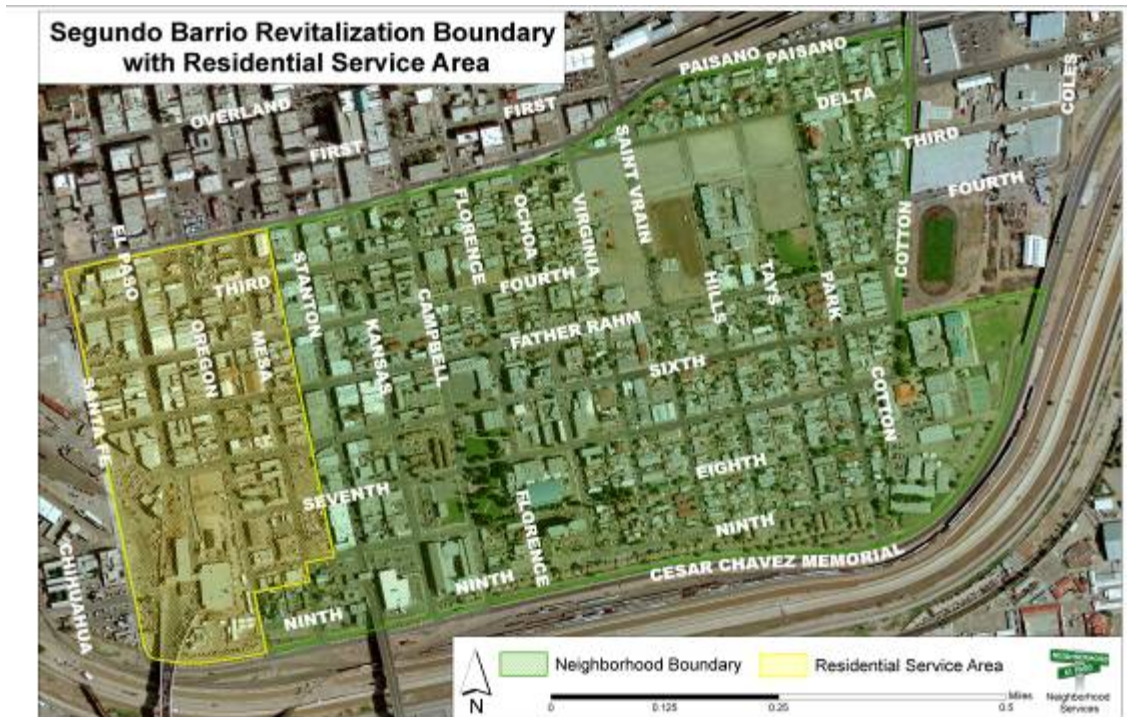 Segundo Barrio Revitalization Boundary
with Residential Service Area
PAISANO
PAISANO
OVERLAND
FIRST
FIRST
DELTA
COLES
THIRD
FOURTH
SAINT VRAIN
FLORENCE
OCHOA
VIRGINIA
EL PASO
THIRD
STANTON
FOURTH
COTTON
HILLS
TAYS
PARK
OREGON
MESA
KANSAS
CAMPBELL
FATHER RAHM
SIXTH
SANTA FE
COTTON
EIGHTH
SEVENTH
FLORENCE
NINTH
CHIHUAHUA
NINTH
CESAR CHAVEZ MEMORIAL
NINTH
Neighborhood Boundary
Residential Service Area
N
0 0.125 0.25 0.5
Miles
Neighborhood
Services